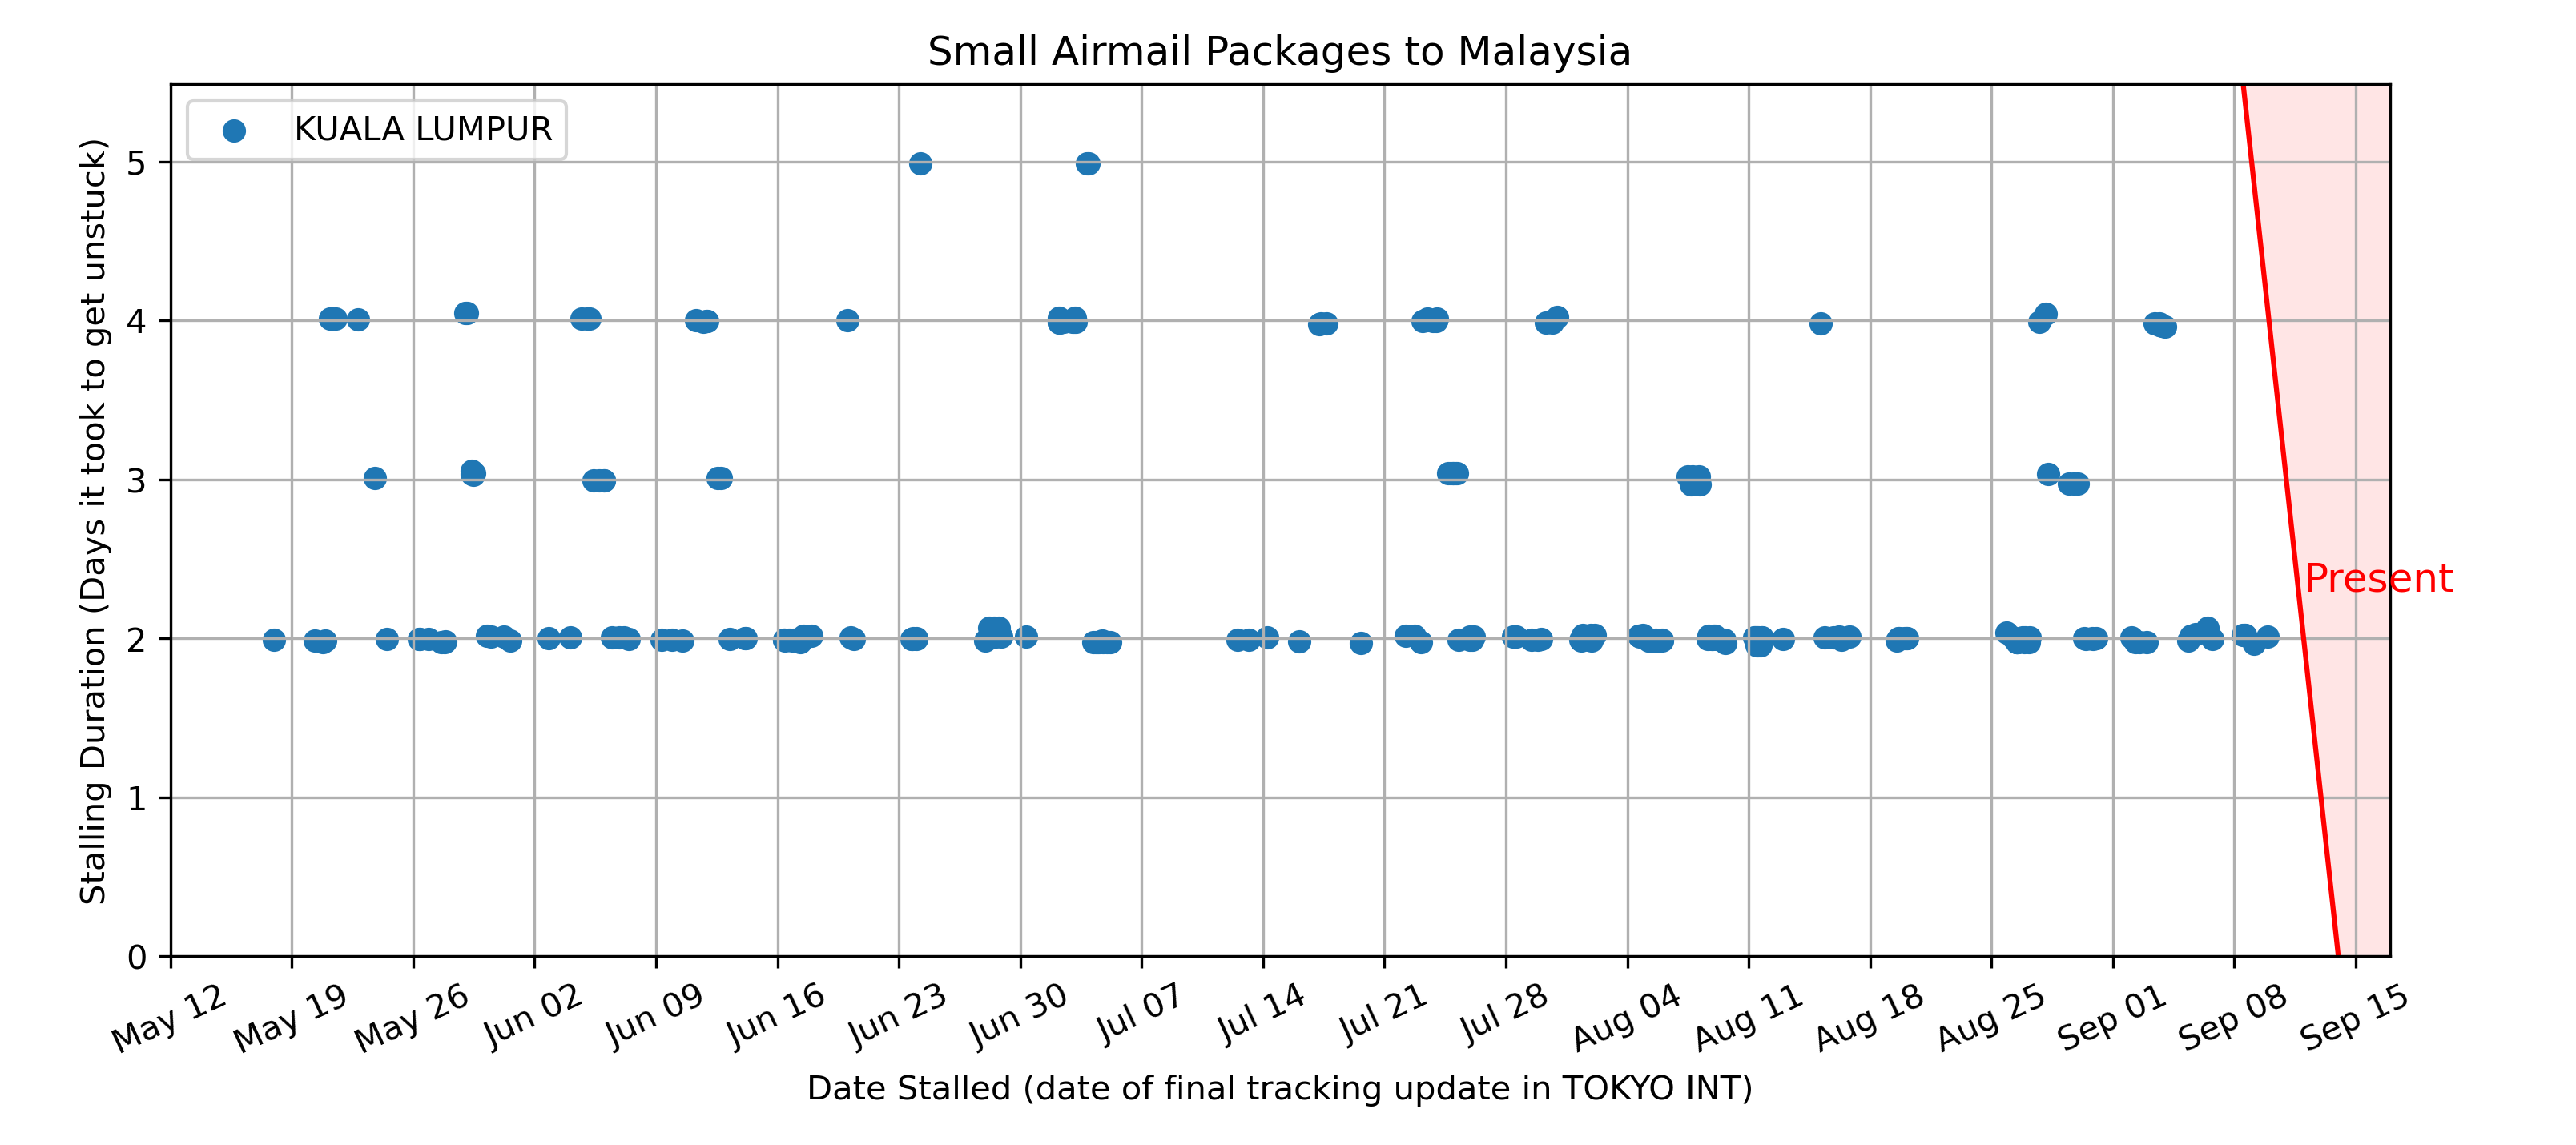 Small Airmail Packages to Malaysia
KUALA LUMPUR
Stalling Duration (Days it took to get unstuck)
5
4
3
2
1
0
Present
May 12
May 19
May 26
Jun 02
Jun 09
Jun 16
Jun 23
Jun 30
Jul 07
Jul 14
Jul 21
Jul 28
Aug 04
Aug 11
Aug 18
Aug 25
Sep 01
Sep 08
Sep 15
Date Stalled (date of final tracking update in TOKYO INT)